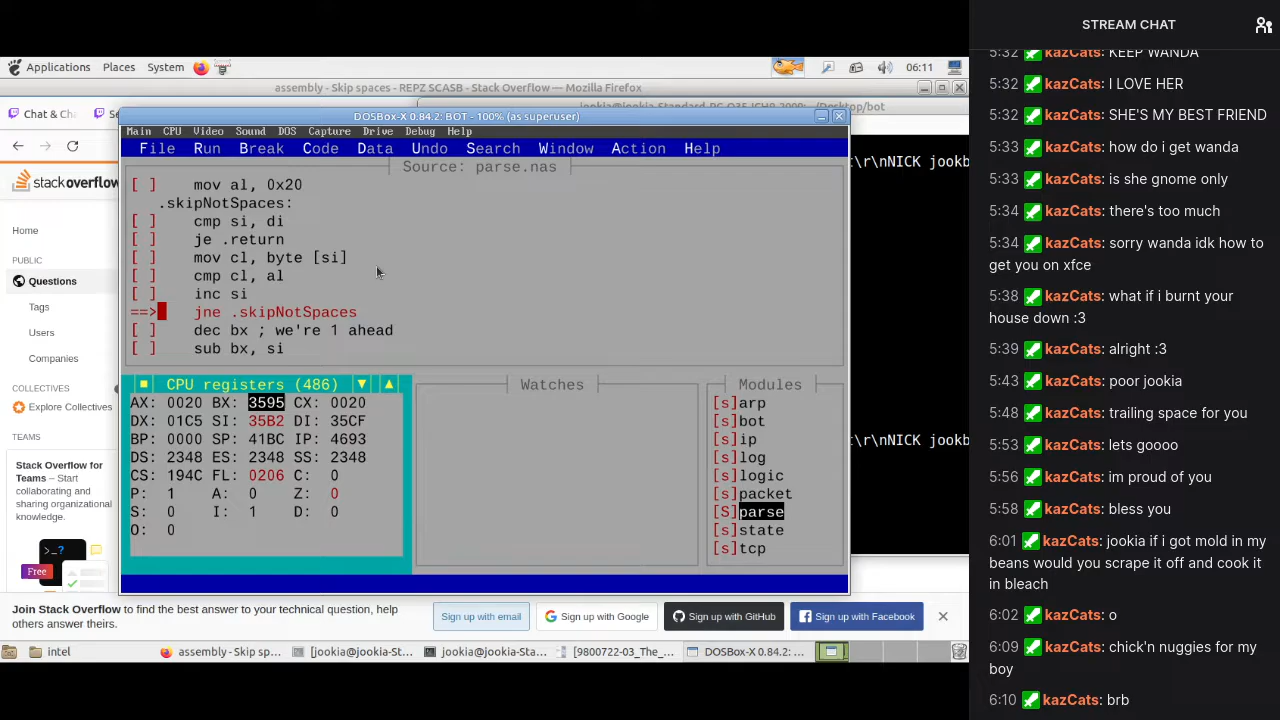 STREAM CHAT
Applications Places System 06:11
assembly - Skip spaces - REPZ SCASB - Stack Overflow — Mozilla Firefox
Chat & C
stackoverflow
Home
PUBLIC
Questions
Tags
Users
Companies
COLLECTIVES
Explore Collectives
TEAMS
Stack Overflow for
Teams – Start
collaborating and
sharing organizational
knowledge.
Free
DOSBox-X 0.84.2: BOT - 100% (as superuser)
Main CPU Video Sound DOS Capture Drive Debug Help
File Run Break Code Data Undo Search Window Action Help
Source: parse.nas
[ ] mov al, 0x20
.skipNotSpaces:
[ ] cmp si, di
[ ] je .return
[ ] mov cl, byte [si]
[ ] cmp cl, al
[ ] inc si
==> jne .skipNotSpaces
[ ] dec bx ; we're 1 ahead
[ ] sub bx, si
CPU registers (486)
AX: 0020 BX: 3595 CX: 0020
DX: 01C5 SI: 35B2 DI: 35CF
BP: 0000 SP: 41BC IP: 4693
DS: 2348 ES: 2348 SS: 2348
CS: 194C FL: 0206 C: 0
P: 1 A: 0 Z: 0
S: 0 I: 1 D: 0
O: 0
Watches
Modules
[s]arp
[s]bot
[s]ip
[s]log
[s]logic
[s]packet
[S]parse
[s]state
[s]tcp
t\r\nNICK jookb
t\r\nNICK jookb
Join Stack Overflow to find the best answer to your technical question, help
others answer theirs.
Sign up with email
Sign up with Google
Sign up with GitHub
Sign up with Facebook
intel
assembly - Skip sp...
[jookia@jookia-St...
jookia@jookia-Sta...
[9800722-03_The_...
DOSBox-X 0.84.2: ...
5:32 kazCats: KEEP WANDA
5:32 kazCats: I LOVE HER
5:32 kazCats: SHE'S MY BEST FRIEND
5:33 kazCats: how do i get wanda
5:33 kazCats: is she gnome only
5:34 kazCats: there's too much
5:34 kazCats: sorry wanda idk how to
get you on xfce
5:38 kazCats: what if i burnt your
house down :3
5:39 kazCats: alright :3
5:43 kazCats: poor jookia
5:48 kazCats: trailing space for you
5:53 kazCats: lets goooo
5:56 kazCats: im proud of you
5:58 kazCats: bless you
6:01 kazCats: jookia if i got mold in my
beans would you scrape it off and cook it
in bleach
6:02 kazCats: o
6:09 kazCats: chick'n nuggies for my
boy
6:10 kazCats: brb